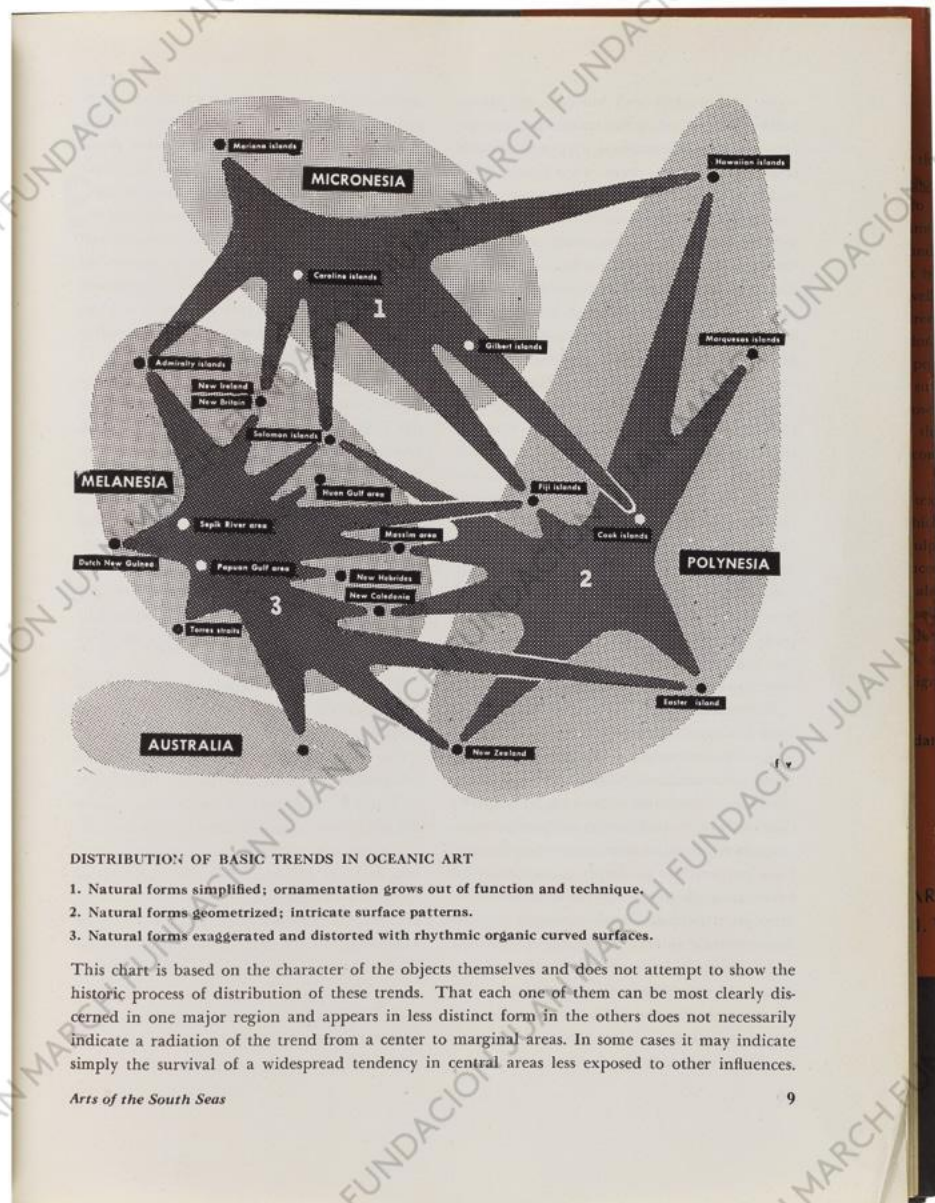 Mariana islands
MICRONESIA
Hawaiian islands
Caroline islands
1
Gilbert islands
Marquesas islands
Admiralty islands
New Ireland
New Britain
Solomon islands
MELANESIA
Huon Gulf area
Fiji islands
Sepik River area
Massim area
Cook islands
Dutch New Guinea
Papuan Gulf area
New Hebrides
2
POLYNESIA
3
New Caledonia
Torres straits
Easter island
AUSTRALIA
New Zealand
DISTRIBUTION OF BASIC TRENDS IN OCEANIC ART
1. Natural forms simplified; ornamentation grows out of function and technique.
2. Natural forms geometrized; intricate surface patterns.
3. Natural forms exaggerated and distorted with rhythmic organic curved surfaces.
This chart is based on the character of the objects themselves and does not attempt to show the
historic process of distribution of these trends. That each one of them can be most clearly dis-
cerned in one major region and appears in less distinct form in the others does not necessarily
indicate a radiation of the trend from a center to marginal areas. In some cases it may indicate
simply the survival of a widespread tendency in central areas less exposed to other influences.
Arts of the South Seas
9
FUNDACIÓN JUAN MARCH